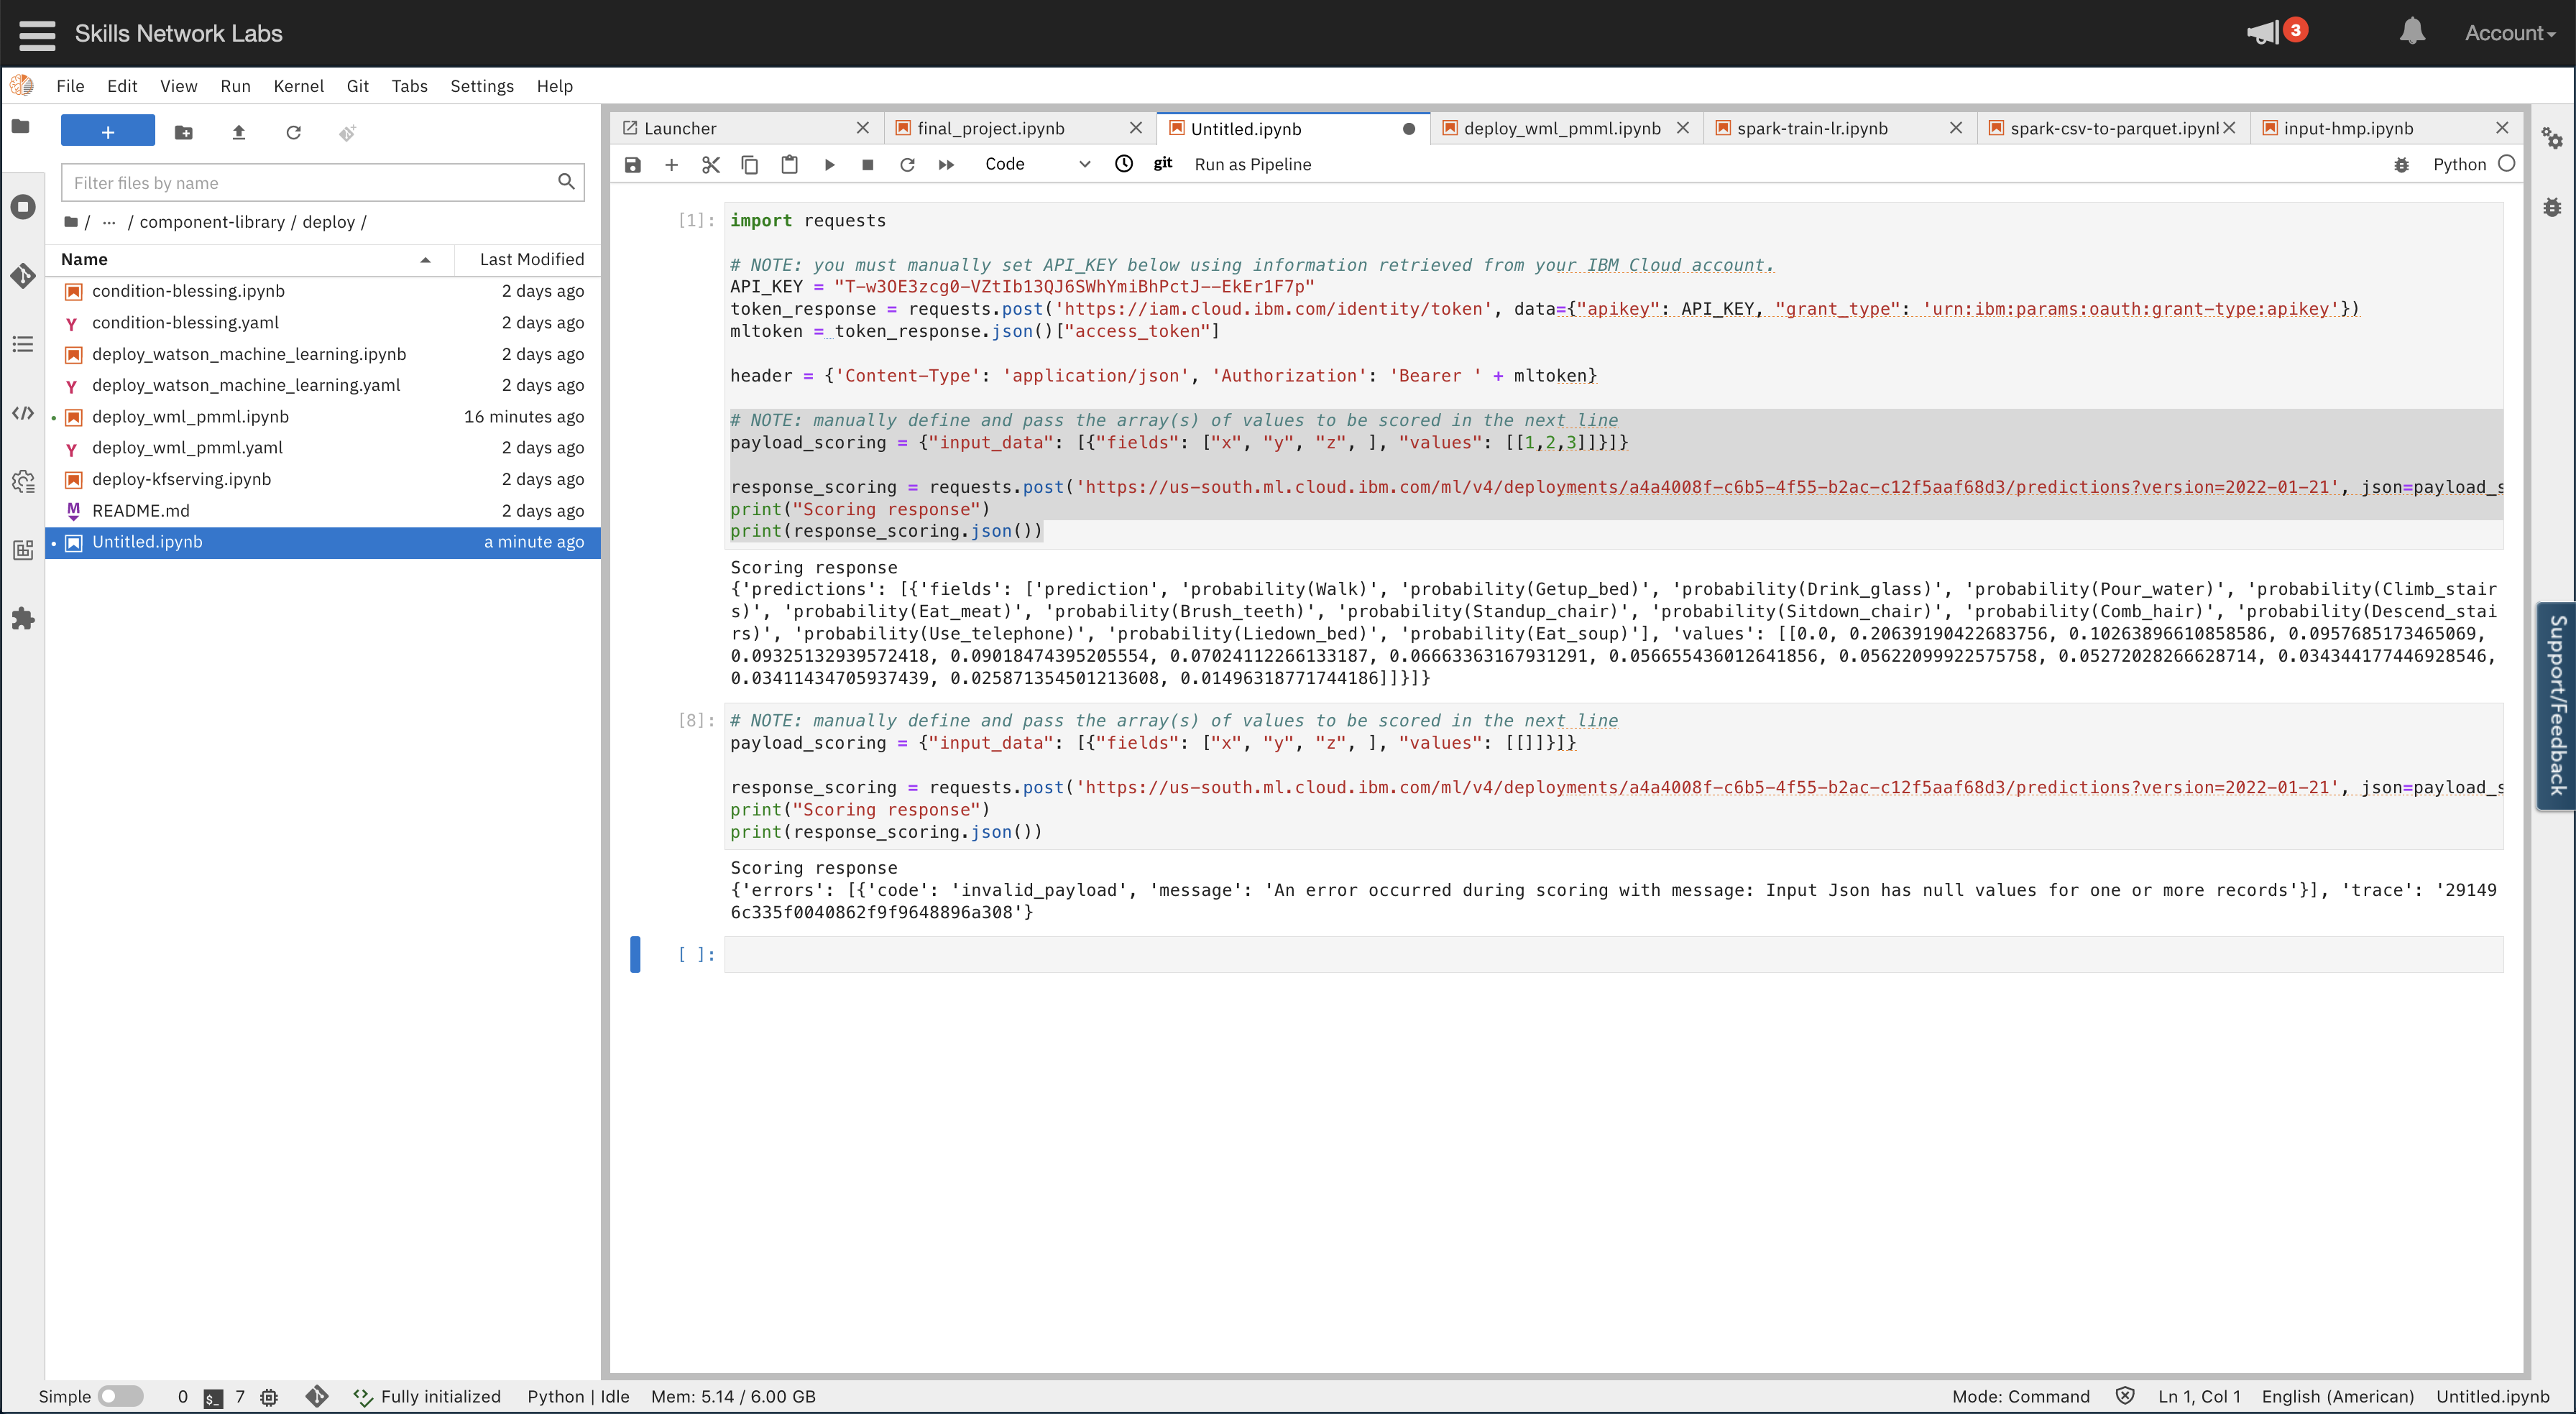 Skills Network Labs
3
Account
File Edit View Run Kernel Git Tabs Settings Help
+
Filter files by name
/ ... / component-library / deploy /
Name Last Modified
condition-blessing.ipynb 2 days ago
condition-blessing.yaml 2 days ago
deploy_watson_machine_learning.ipynb 2 days ago
deploy_watson_machine_learning.yaml 2 days ago
deploy_wml_pmml.ipynb 16 minutes ago
deploy_wml_pmml.yaml 2 days ago
deploy-kfserving.ipynb 2 days ago
README.md 2 days ago
Untitled.ipynb a minute ago
Launcher final_project.ipynb Untitled.ipynb deploy_wml_pmml.ipynb spark-train-lr.ipynb spark-csv-to-parquet.ipynl input-hmp.ipynb
Code git Run as Pipeline Python
[1]: import requests
# NOTE: you must manually set API_KEY below using information retrieved from your IBM Cloud account.
API_KEY = "T-w3OE3zcg0-VZtIb13QJ6SWhYmiBhPctJ--EkEr1F7p"
token_response = requests.post('https://iam.cloud.ibm.com/identity/token', data={"apikey": API_KEY, "grant_type": 'urn:ibm:params:oauth:grant-type:apikey'})
mltoken = token_response.json()["access_token"]
header = {'Content-Type': 'application/json', 'Authorization': 'Bearer ' + mltoken}
# NOTE: manually define and pass the array(s) of values to be scored in the next line
payload_scoring = {"input_data": [{"fields": ["x", "y", "z", ], "values": [[1,2,3]]}]}
response_scoring = requests.post('https://us-south.ml.cloud.ibm.com/ml/v4/deployments/a4a4008f-c6b5-4f55-b2ac-c12f5aaf68d3/predictions?version=2022-01-21', json=payload_s
print("Scoring response")
print(response_scoring.json())
Scoring response
{'predictions': [{'fields': ['prediction', 'probability(Walk)', 'probability(Getup_bed)', 'probability(Drink_glass)', 'probability(Pour_water)', 'probability(Climb_stair
s)', 'probability(Eat_meat)', 'probability(Brush_teeth)', 'probability(Standup_chair)', 'probability(Sitdown_chair)', 'probability(Comb_hair)', 'probability(Descend_stai
rs)', 'probability(Use_telephone)', 'probability(Liedown_bed)', 'probability(Eat_soup)'], 'values': [[0.0, 0.20639190422683756, 0.10263896610858586, 0.0957685173465069,
0.09325132939572418, 0.09018474395205554, 0.07024112266133187, 0.06663363167931291, 0.056655436012641856, 0.05622099922575758, 0.05272028266628714, 0.034344177446928546,
0.03411434705937439, 0.025871354501213608, 0.01496318771744186]]}]}
[8]: # NOTE: manually define and pass the array(s) of values to be scored in the next line
payload_scoring = {"input_data": [{"fields": ["x", "y", "z", ], "values": [[]]}]}
response_scoring = requests.post('https://us-south.ml.cloud.ibm.com/ml/v4/deployments/a4a4008f-c6b5-4f55-b2ac-c12f5aaf68d3/predictions?version=2022-01-21', json=payload_s
print("Scoring response")
print(response_scoring.json())
Scoring response
{'errors': [{'code': 'invalid_payload', 'message': 'An error occurred during scoring with message: Input Json has null values for one or more records'}], 'trace': '29149
6c335f0040862f9f9648896a308'}
[ ]:
Support/Feedback
Simple 0 $_ 7 Fully initialized Python | Idle Mem: 5.14 / 6.00 GB Mode: Command Ln 1, Col 1 English (American) Untitled.ipynb